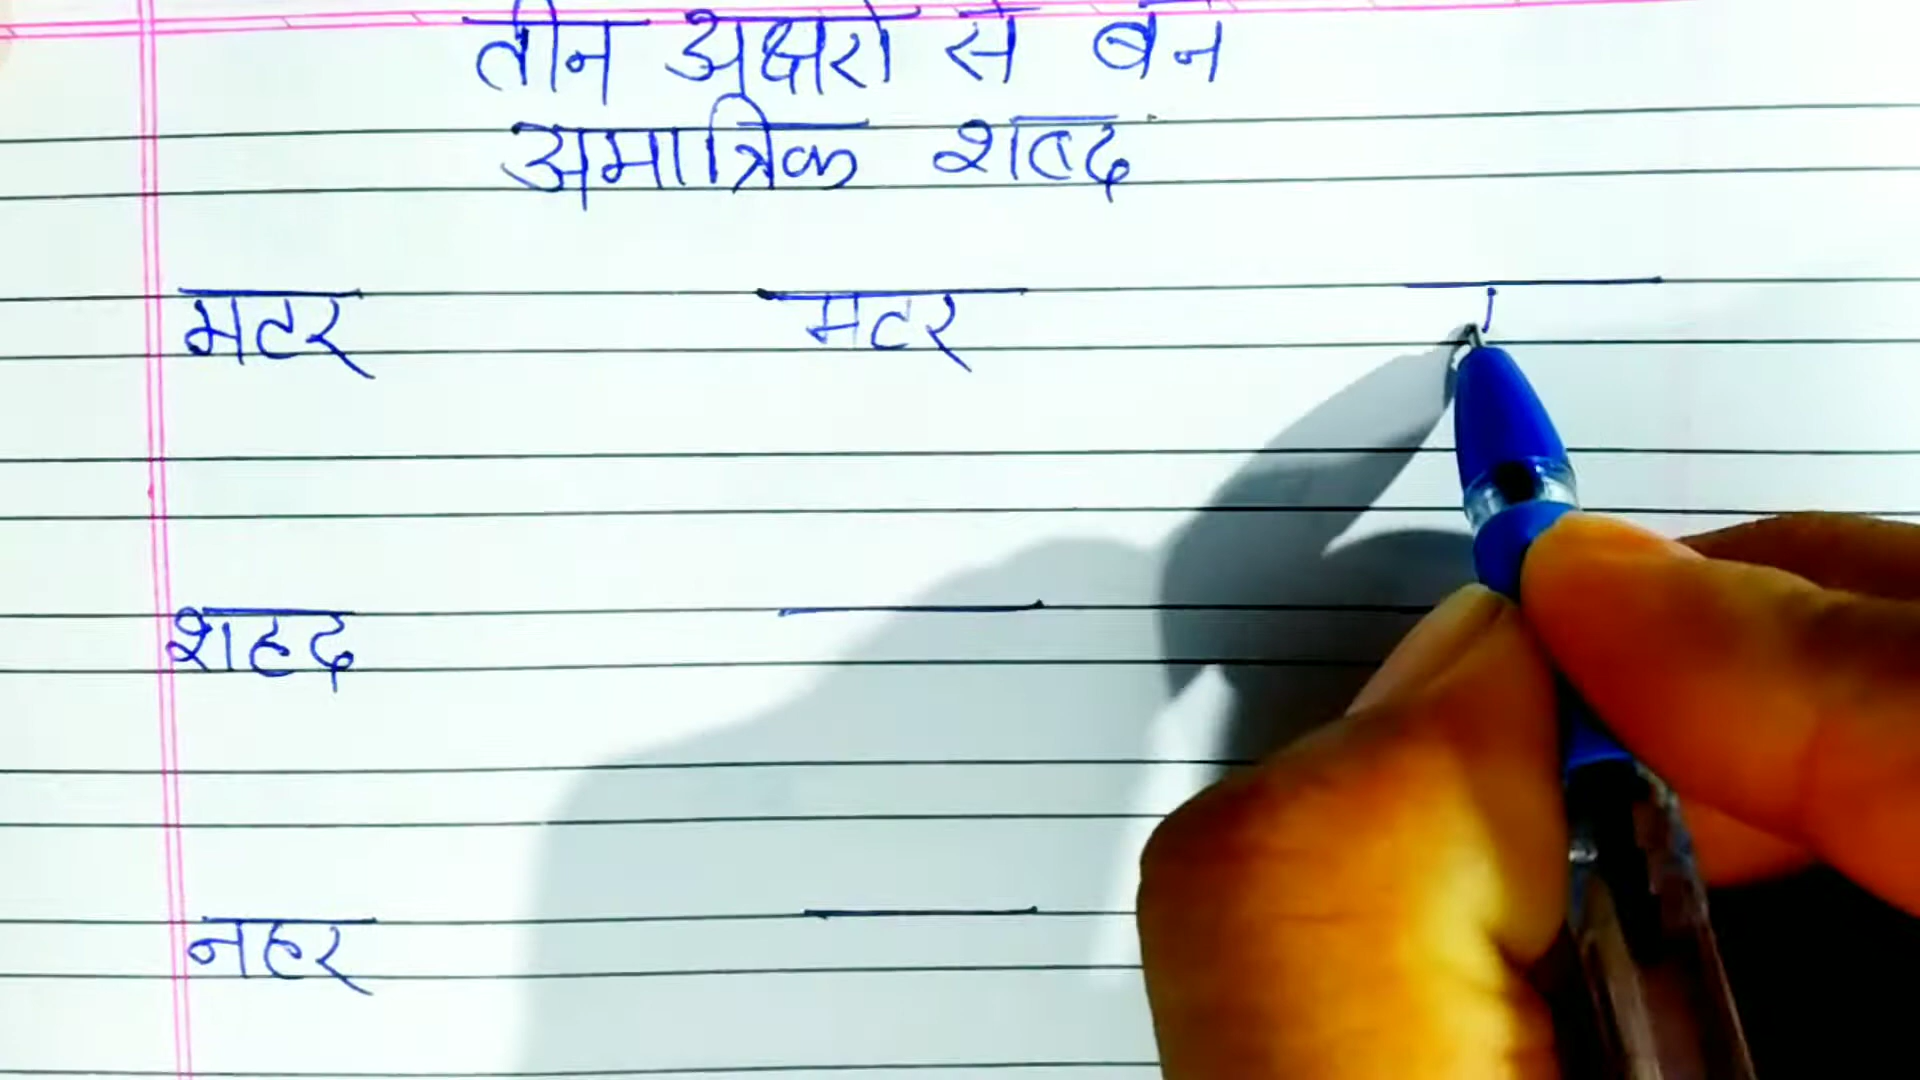 तीन अक्षरों से बने
अमात्रिक शब्द
मटर मटर
शहद
नहर